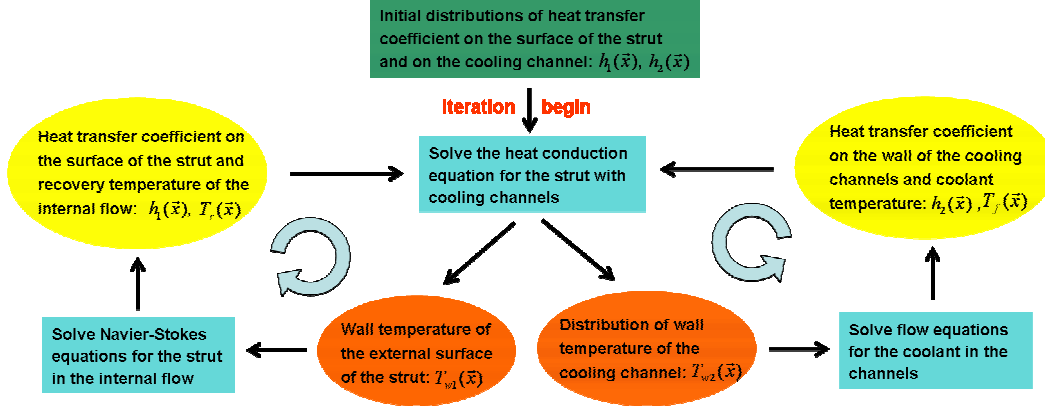 Initial distributions of heat transfer
coefficient on the surface of the strut
and on the cooling channel: h₁(x⃗), h₂(x⃗)
Iteration begin
Heat transfer coefficient on
the surface of the strut and
recovery temperature of the
internal flow: h₁(x⃗), Tᵣ(x⃗)
Solve the heat conduction
equation for the strut with
cooling channels
Heat transfer coefficient
on the wall of the cooling
channels and coolant
temperature: h₂(x⃗) ,T_f(x⃗)
Solve Navier-Stokes
equations for the strut
in the internal flow
Wall temperature of
the external surface
of the strut: T_w1(x⃗)
Distribution of wall
temperature of the
cooling channel: T_w2(x⃗)
Solve flow equations
for the coolant in the
channels